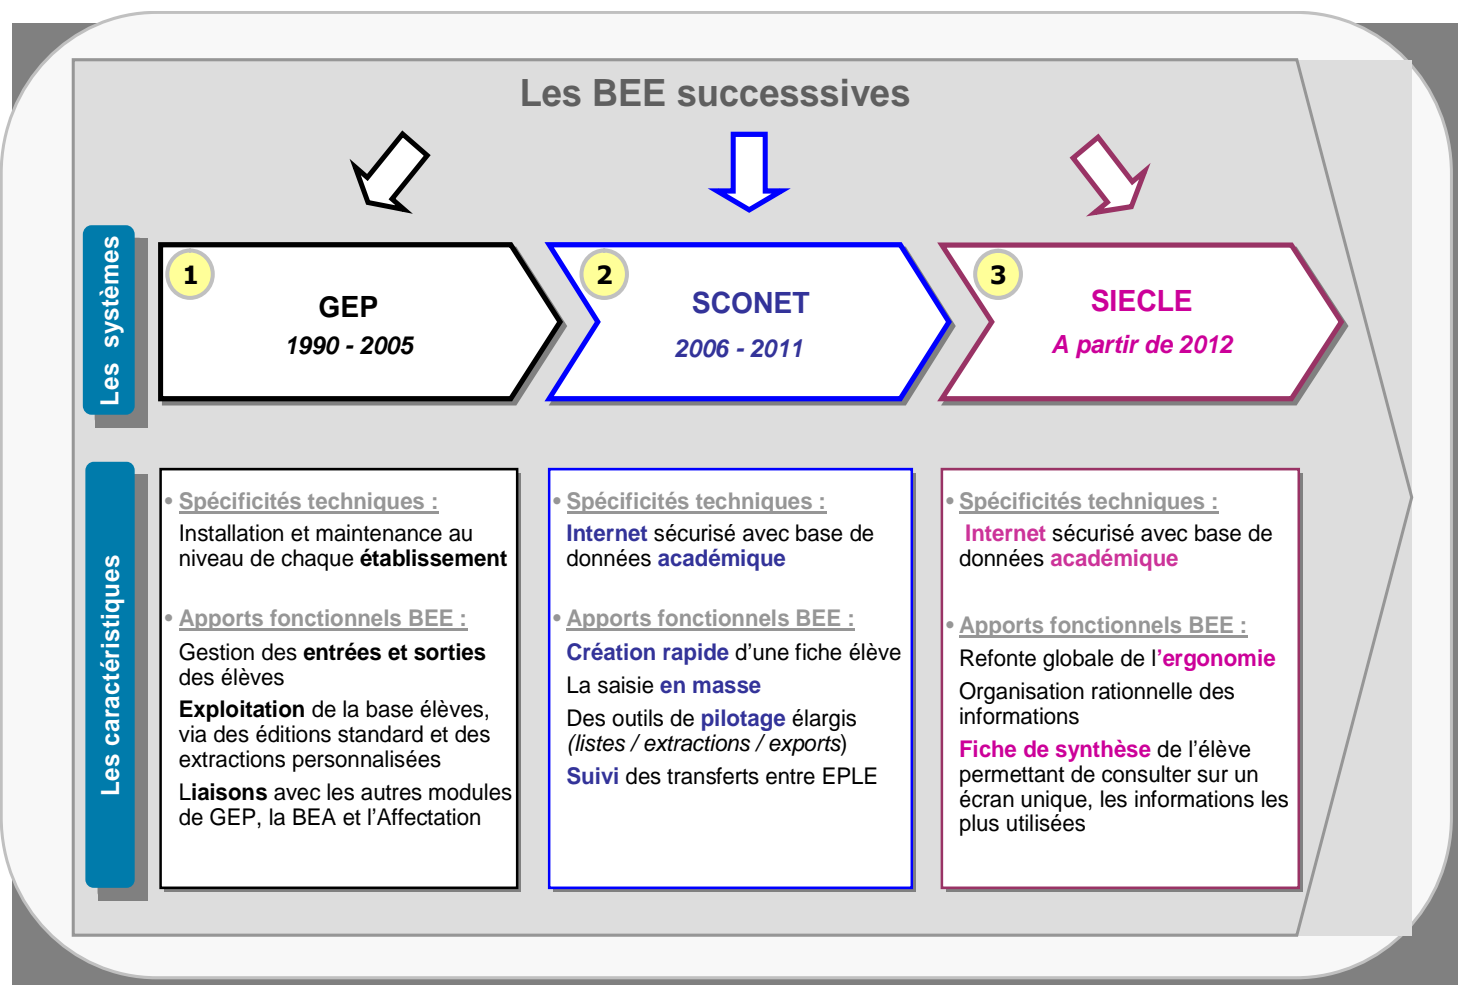 Les BEE successsives
Les systèmes
1
GEP
1990 - 2005
2
SCONET
2006 - 2011
3
SIECLE
A partir de 2012
Les caractéristiques
• Spécificités techniques :
Installation et maintenance au
niveau de chaque établissement
• Apports fonctionnels BEE :
Gestion des entrées et sorties
des élèves
Exploitation de la base élèves,
via des éditions standard et des
extractions personnalisées
Liaisons avec les autres modules
de GEP, la BEA et l’Affectation
• Spécificités techniques :
Internet sécurisé avec base de
données académique
• Apports fonctionnels BEE :
Création rapide d’une fiche élève
La saisie en masse
Des outils de pilotage élargis
(listes / extractions / exports)
Suivi des transferts entre EPLE
• Spécificités techniques :
Internet sécurisé avec base de
données académique
• Apports fonctionnels BEE :
Refonte globale de l’ergonomie
Organisation rationnelle des
informations
Fiche de synthèse de l’élève
permettant de consulter sur un
écran unique, les informations les
plus utilisées